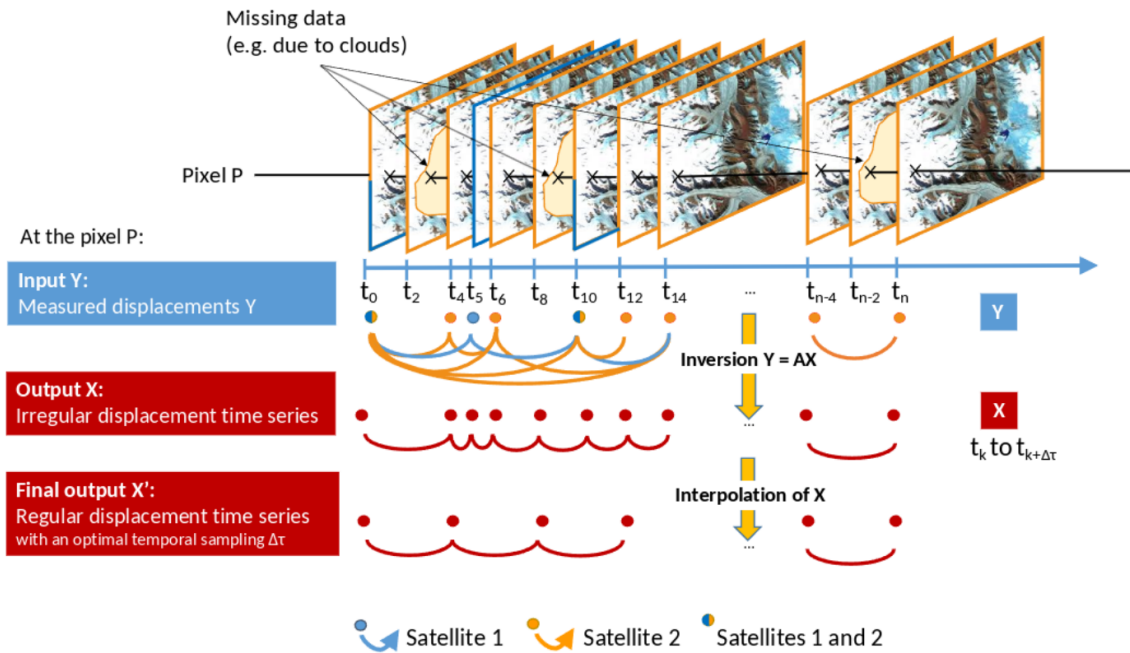 Missing data
(e.g. due to clouds)
Pixel P
At the pixel P:
Input Y:
Measured displacements Y
t0 t2 t4 t5 t6 t8 t10 t12 t14 ... tn-4 tn-2 tn
Y
Inversion Y = AX
Output X:
Irregular displacement time series
...
X
tk to tk+Δτ
Final output X’:
Regular displacement time series
with an optimal temporal sampling Δτ
Interpolation of X
...
Satellite 1 Satellite 2 Satellites 1 and 2